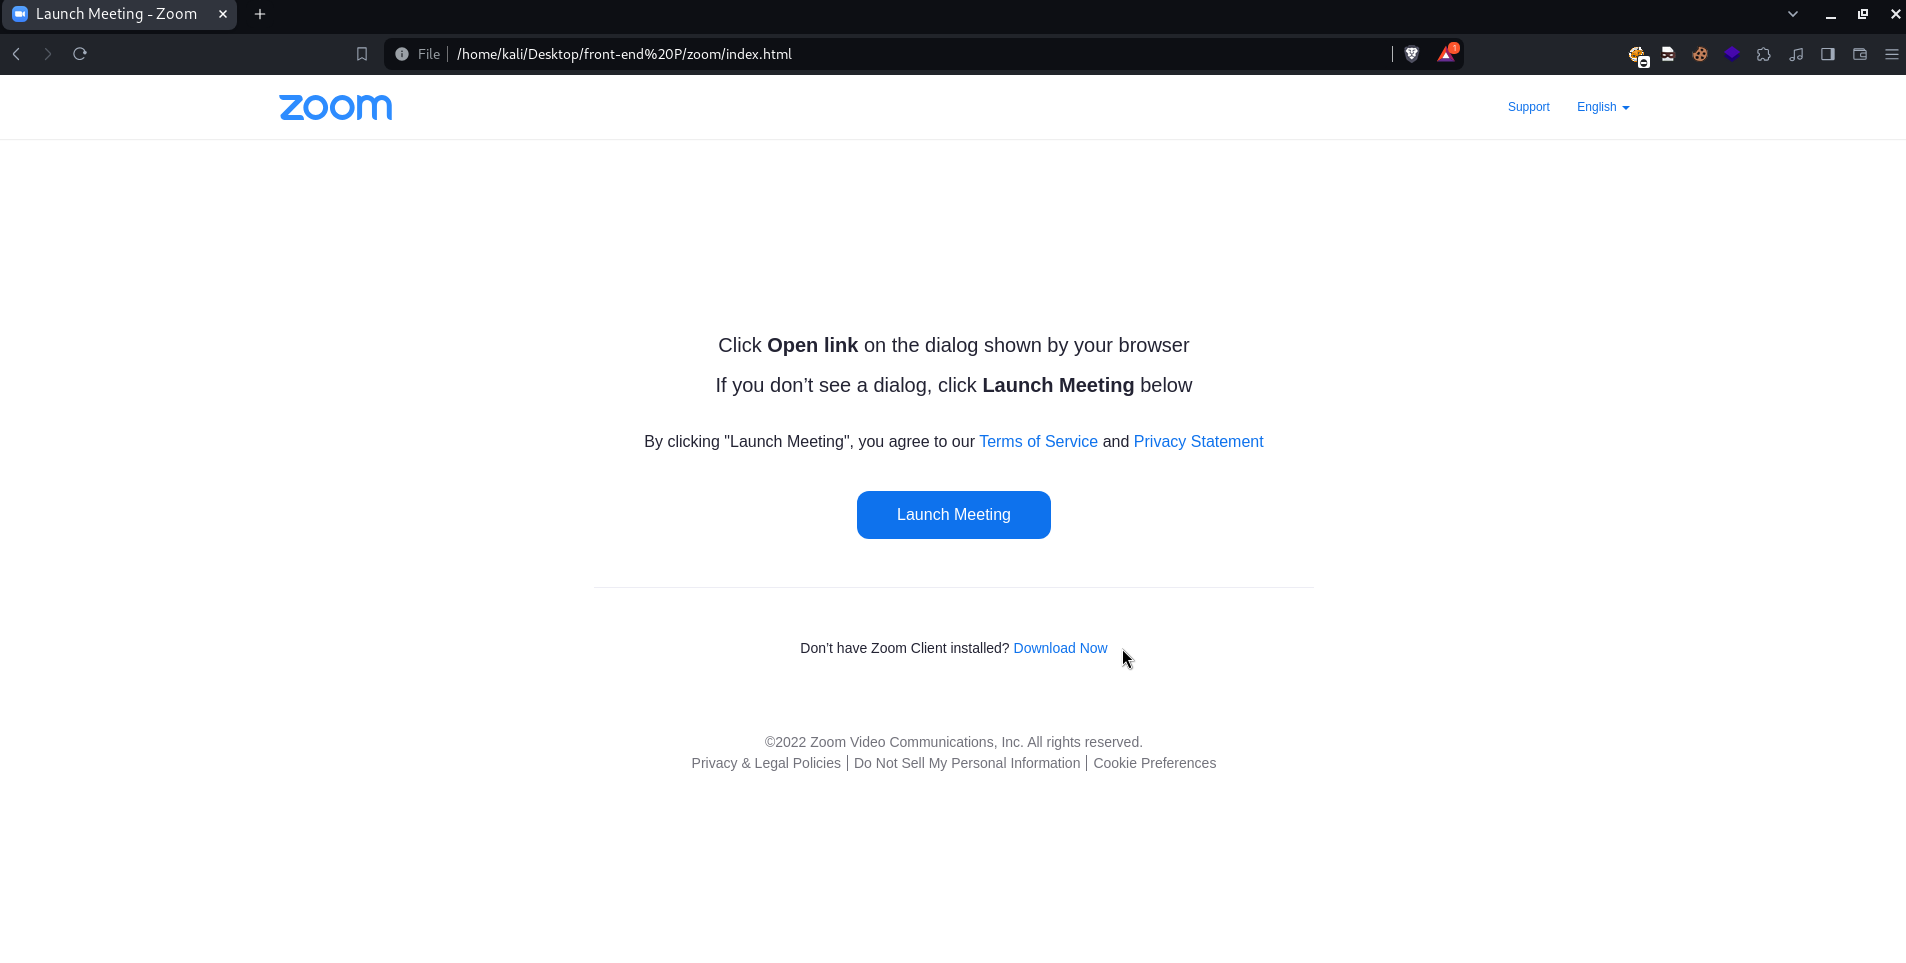 Launch Meeting - Zoom
File /home/kali/Desktop/front-end%20P/zoom/index.html
1
zoom
Support English
Click Open link on the dialog shown by your browser
If you don’t see a dialog, click Launch Meeting below
By clicking "Launch Meeting", you agree to our Terms of Service and Privacy Statement
Launch Meeting
Don’t have Zoom Client installed? Download Now
©2022 Zoom Video Communications, Inc. All rights reserved.
Privacy & Legal Policies | Do Not Sell My Personal Information | Cookie Preferences